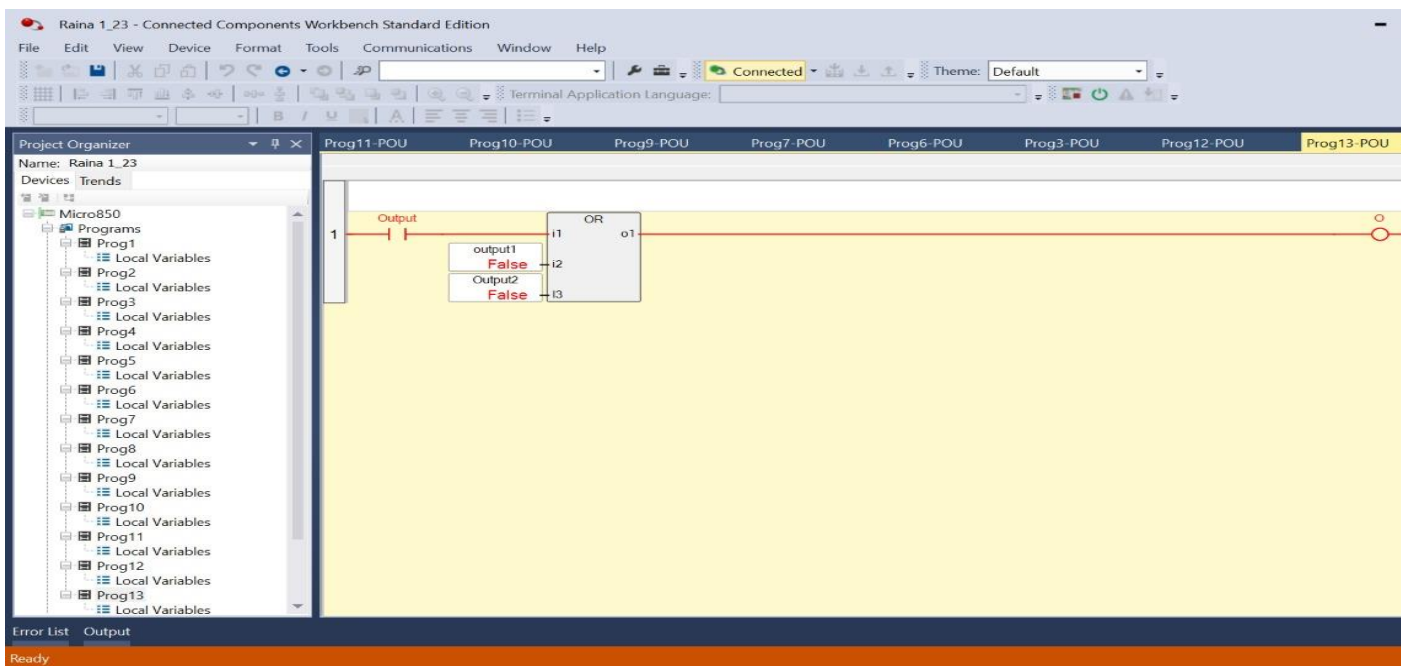 Raina 1_23 - Connected Components Workbench Standard Edition
File Edit View Device Format Tools Communications Window Help
Connected Theme: Default
Terminal Application Language:
B I U A
Project Organizer
Name: Raina 1_23
Devices Trends
Micro850
Programs
Prog1
Local Variables
Prog2
Local Variables
Prog3
Local Variables
Prog4
Local Variables
Prog5
Local Variables
Prog6
Local Variables
Prog7
Local Variables
Prog8
Local Variables
Prog9
Local Variables
Prog10
Local Variables
Prog11
Local Variables
Prog12
Local Variables
Prog13
Local Variables
Prog11-POU Prog10-POU Prog9-POU Prog7-POU Prog6-POU Prog3-POU Prog12-POU Prog13-POU
Output OR O
1 i1 o1
output1
False i2
Output2
False I3
Error List Output
Ready